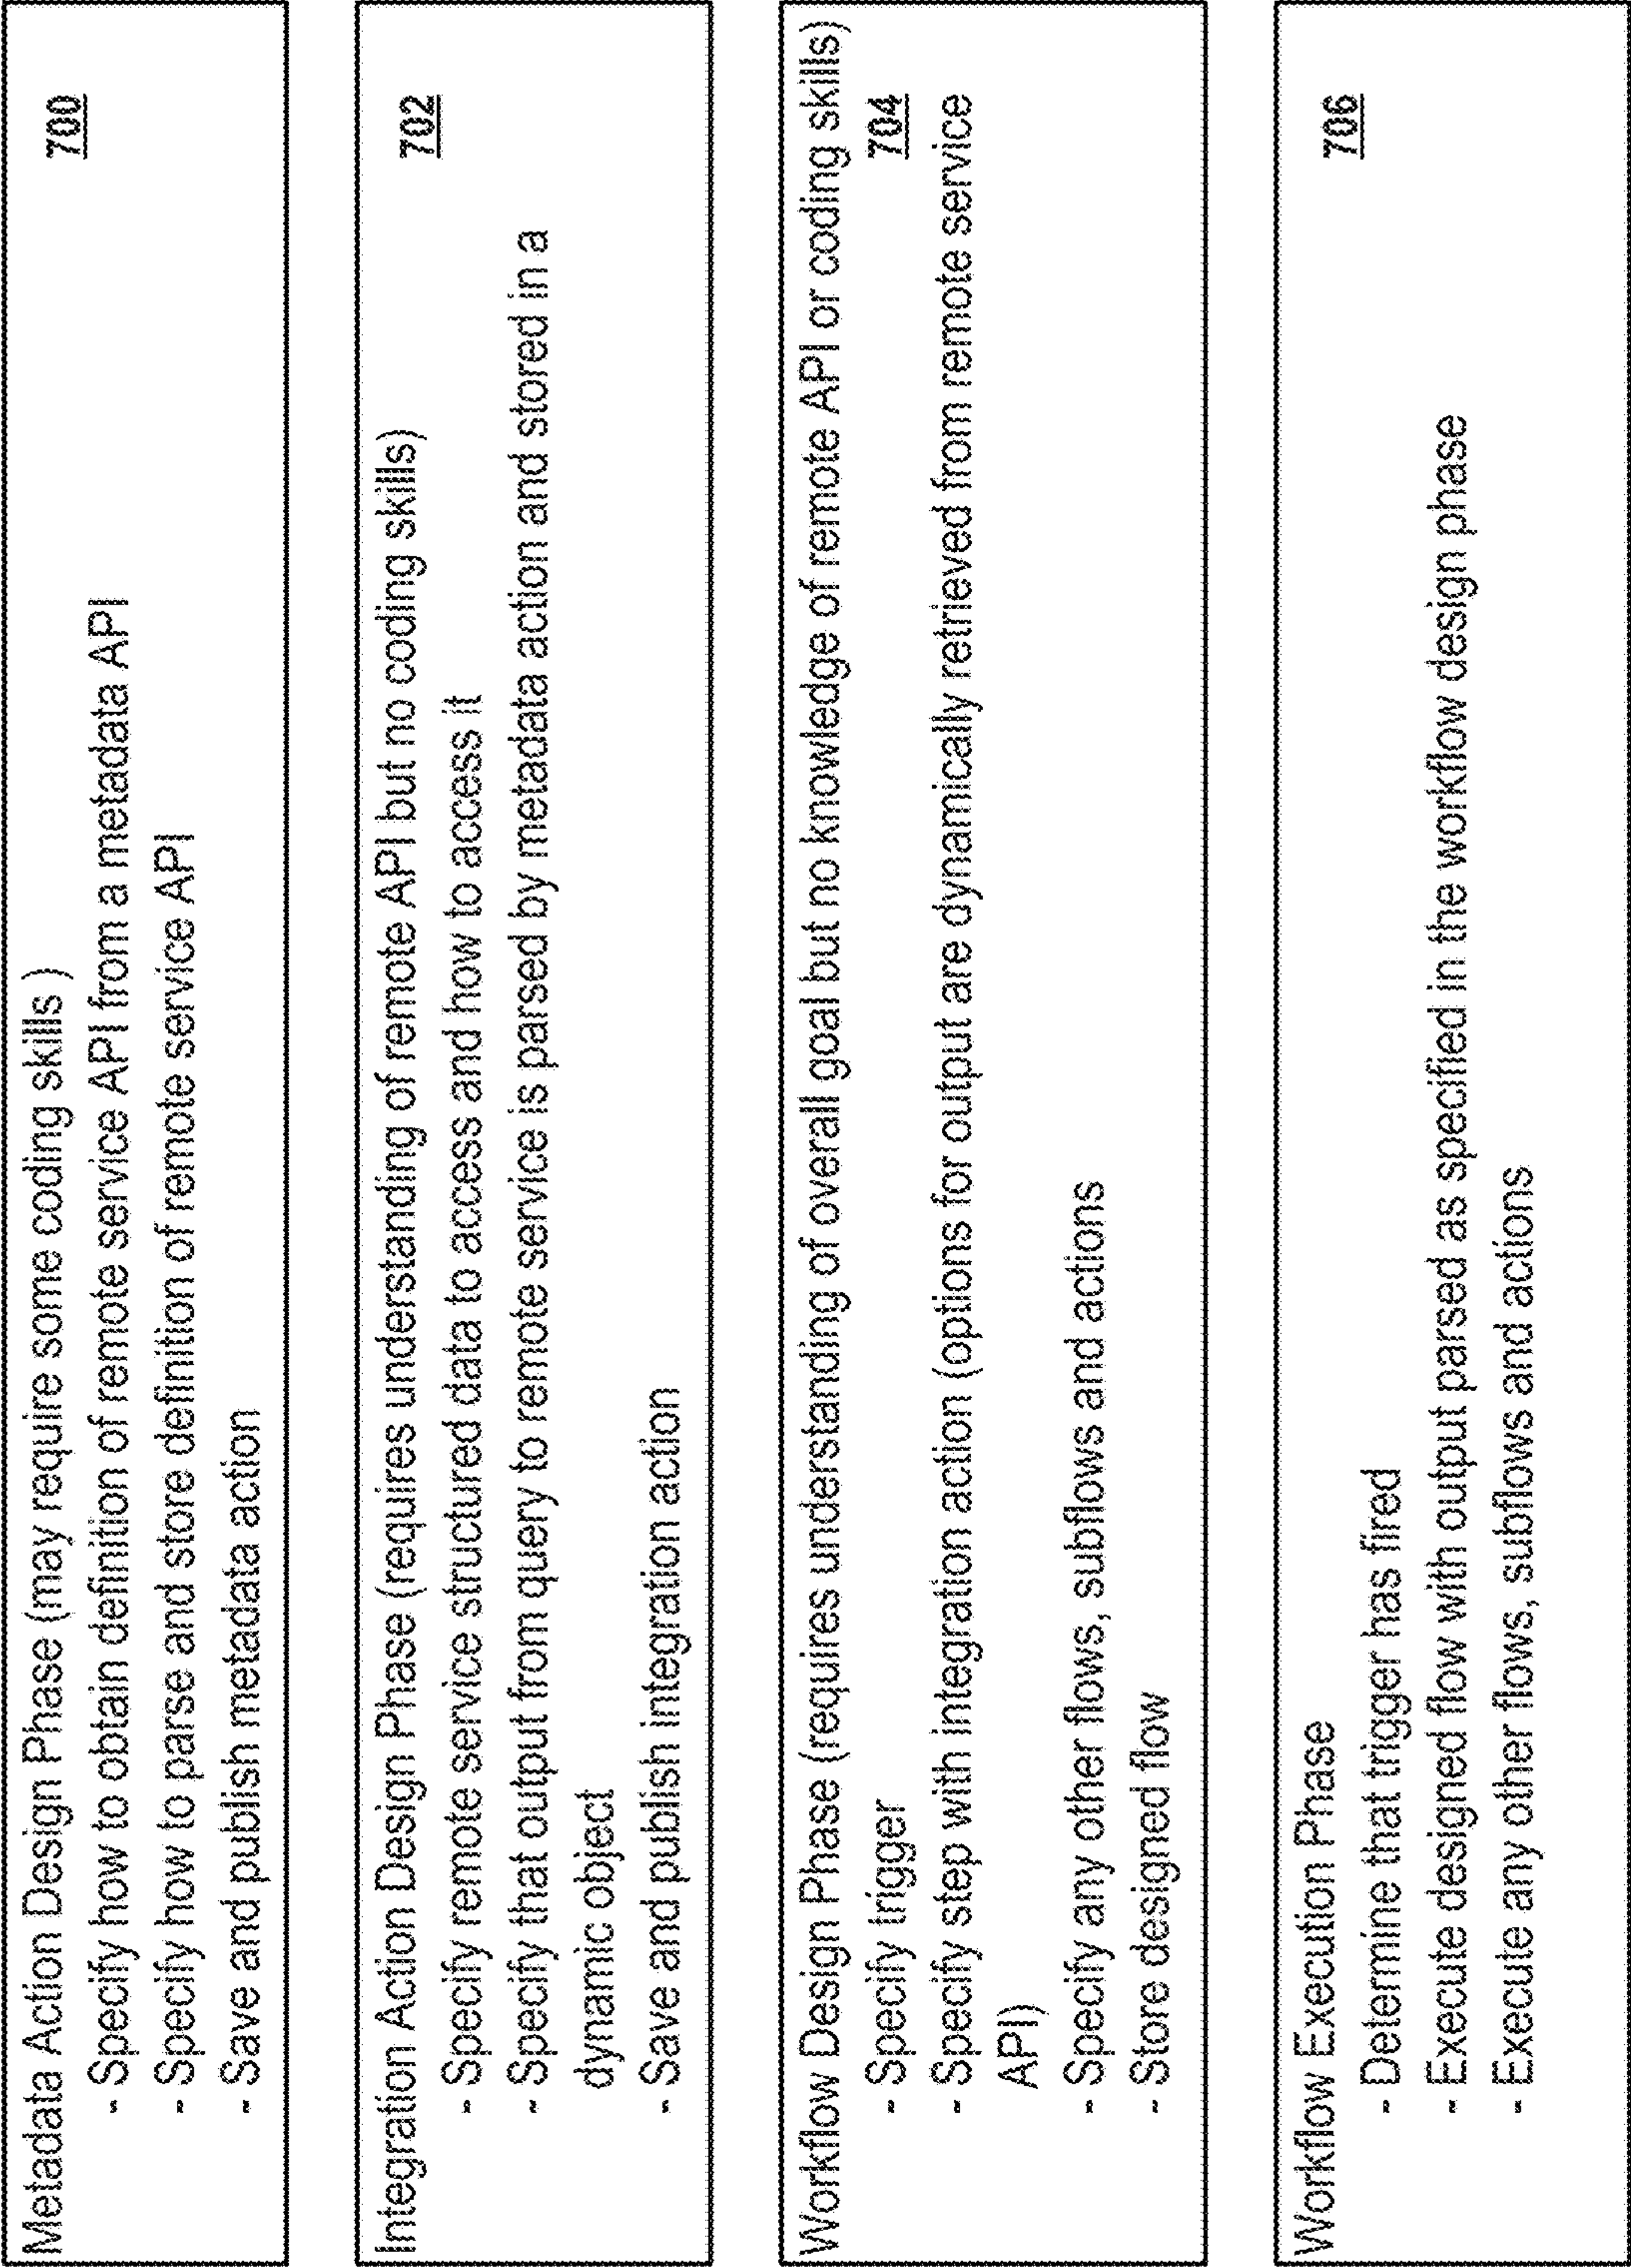 Metadata Action Design Phase (may require some coding skills )
- Specify how to obtain definition of remote service API from a metadata API
- Specify how to parse and store definition of remote service API
- Save and publish metadata action
700
Integration Action Design Phase (requires understanding of remote API but no coding skills)
- Specify remote service structured data to access and how to access it
- Specify that output from query to remote service is parsed by metadata action and stored in a
dynamic object
- Save and publish integration action
702
Workflow Design Phase (requires understanding of overall goal but no knowledge of remote API or coding skills)
- Specify trigger
- Specify step with integration action (options for output are dynamically retrieved from remote service
API)
- Specify any other flows, subflows and actions
- Store designed flow
704
Workflow Execution Phase
- Determine that trigger has fired
- Execute designed flow with output parsed as specified in the workflow design phase
- Execute any other flows, subflows and actions
706